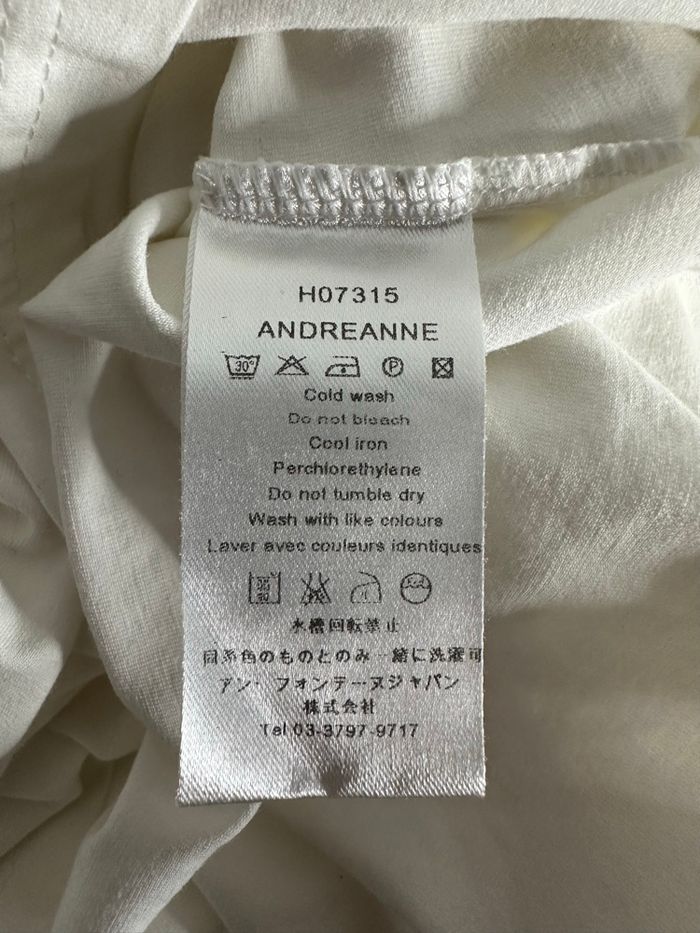 H07315
ANDREANNE
30°
P
Cold wash
Do not bleach
Cool iron
Perchlorethylene
Do not tumble dry
Wash with like colours
Laver avec couleurs identiques
水槽回転禁止
同系色のものとのみ一緒に洗濯可
アン・フォンテーヌジャパン
株式会社
Tel 03-3797-9717